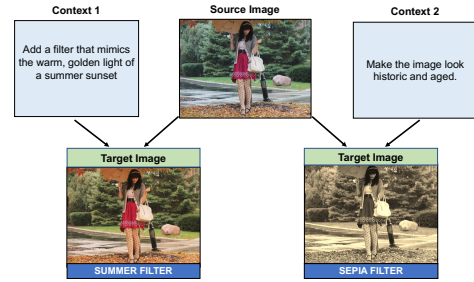 Context 1
Source Image
Context 2
Add a filter that mimics
the warm, golden light of
a summer sunset
Make the image look
historic and aged.
Target Image
Target Image
SUMMER FILTER
SEPIA FILTER